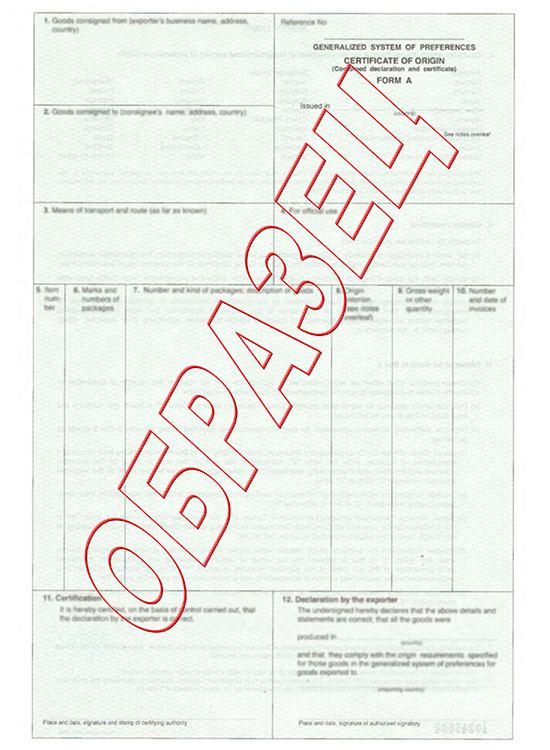 1. Goods consigned from (exporter's business name, address,
country)
Reference No
GENERALIZED SYSTEM OF PREFERENCES
CERTIFICATE OF ORIGIN
(Combined declaration and certificate)
FORM A
Issued in
(country)
See notes overleaf
2. Goods consigned to (consignee's name, address, country)
3. Means of transport and route (as far as known)
4. For official use
5. Item
num-
ber
6. Marks and
numbers of
packages
7. Number and kind of packages; description of goods
8. Origin
criterion
(see notes
overleaf)
9. Gross weight
or other
quantity
10. Number
and date of
invoices
ОБРАЗЕЦ
11. Certification
It is hereby certified, on the basis of control carried out, that
the declaration by the exporter is correct.
Place and date, signature and stamp of certifying authority
12. Declaration by the exporter
The undersigned hereby declares that the above details and
statements are correct; that all the goods were
produced in
(country)
and that they comply with the origin requirements specified
for those goods in the generalized system of preferences for
goods exported to
(importing country)
Place and date, signature of authorized signatory